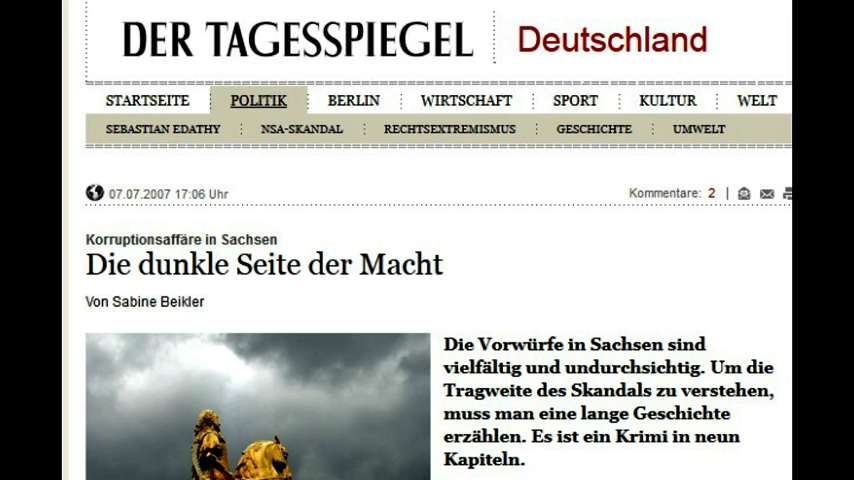 DER TAGESSPIEGEL Deutschland
STARTSEITE POLITIK BERLIN WIRTSCHAFT SPORT KULTUR WELT
SEBASTIAN EDATHY NSA-SKANDAL RECHTSEXTREMISMUS GESCHICHTE UMWELT
07.07.2007 17:06 Uhr Kommentare: 2
Korruptionsaffäre in Sachsen
Die dunkle Seite der Macht
Von Sabine Beikler
Die Vorwürfe in Sachsen sind
vielfältig und undurchsichtig. Um die
Tragweite des Skandals zu verstehen,
muss man eine lange Geschichte
erzählen. Es ist ein Krimi in neun
Kapiteln.